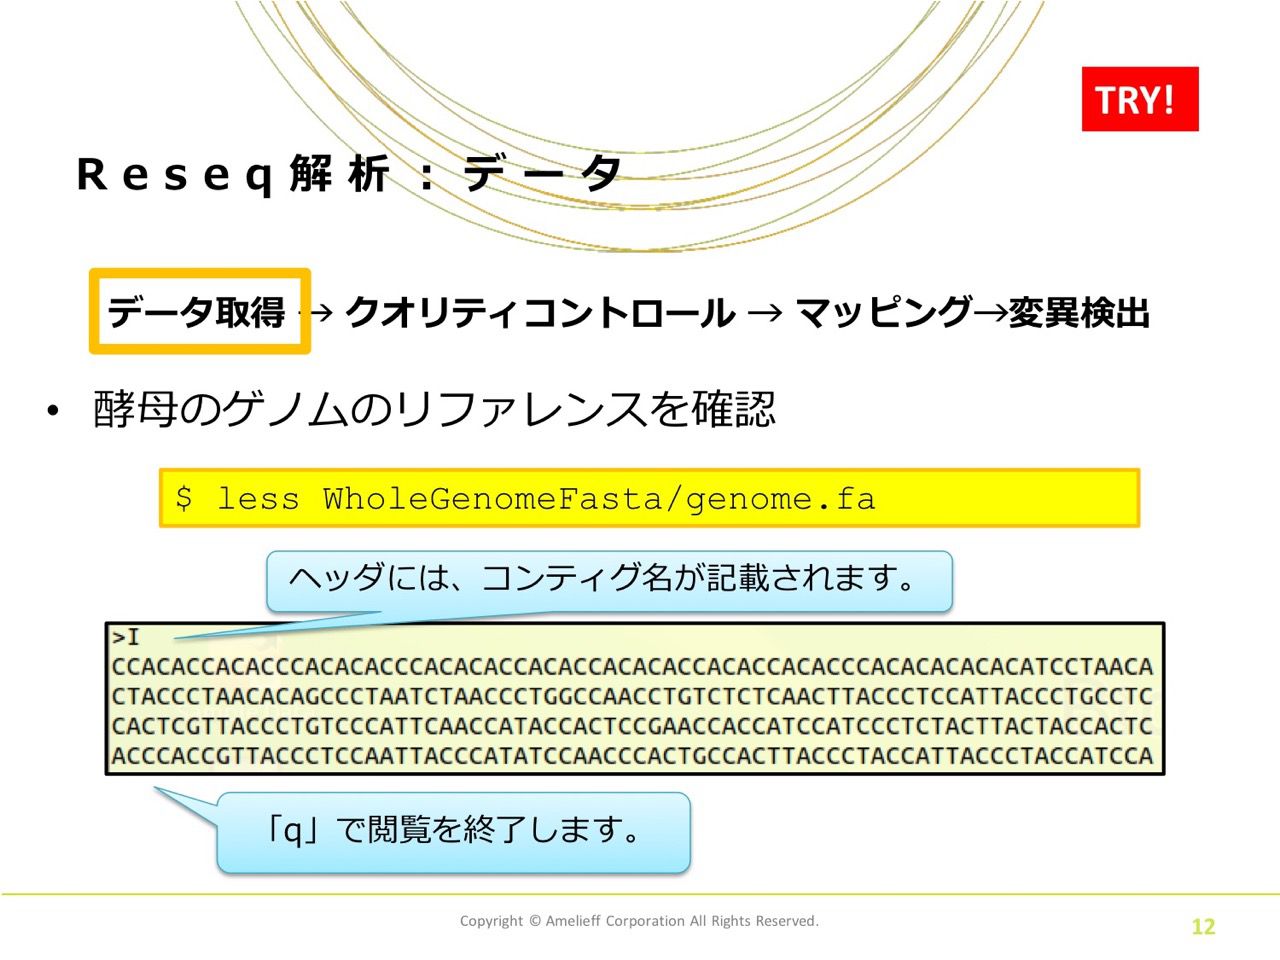 TRY!
Reseq解析：データ
データ取得 → クオリティコントロール → マッピング→変異検出
• 酵母のゲノムのリファレンスを確認
$ less WholeGenomeFasta/genome.fa
ヘッダには、コンティグ名が記載されます。
>I
CCACACCACACCCACACACCCACACACCACACCACACACCACACCACACCCACACACACACATCCTAACA
CTACCCTAACACAGCCCTAATCTAACCCTGGCCAACCTGTCTCTCAACTTACCCTCCATTACCCTGCCTC
CACTCGTTACCCTGTCCCATTCAACCATACCACTCCGAACCACCATCCATCCCTCTACTTACTACCACTC
ACCCACCGTTACCCTCCAATTACCCATATCCAACCCACTGCCACTTACCCTACCATTACCCTACCATCCA
「q」で閲覧を終了します。
Copyright © Amelieff Corporation All Rights Reserved.
12